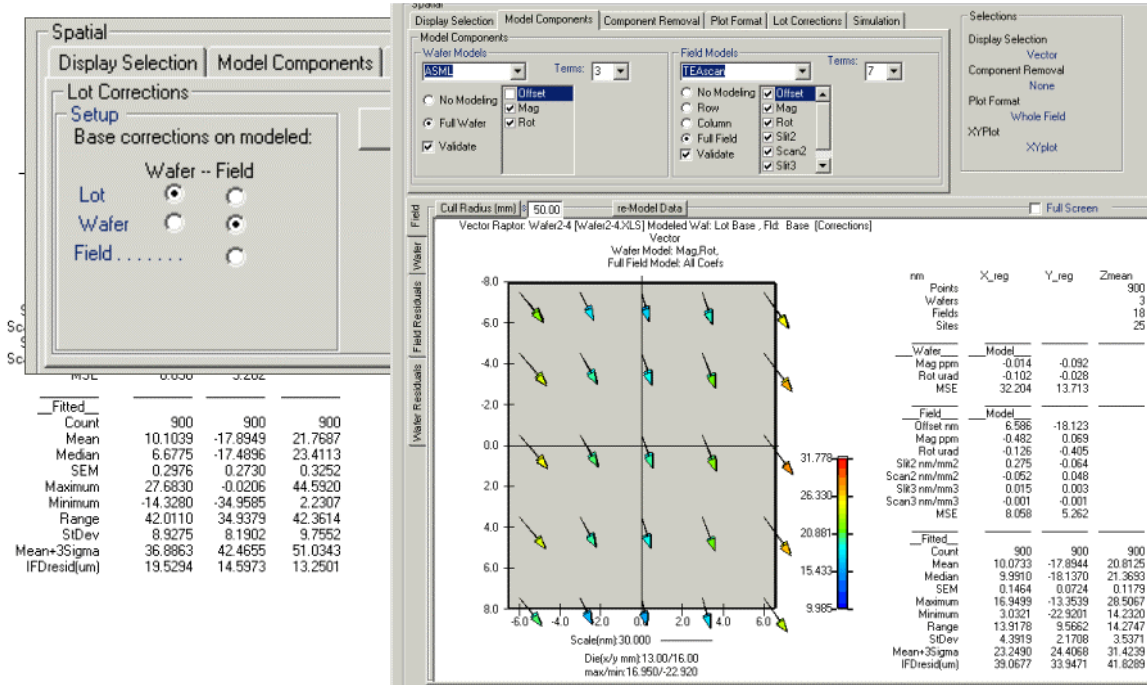 Spatial
Display Selection Model Components
Lot Corrections
Setup
Base corrections on modeled:
Wafer -- Field
Lot
Wafer
Field . . . . . . .
__Fitted__
Count 900 900 900
Mean 10.1039 -17.8949 21.7687
Median 6.6775 -17.4896 23.4113
SEM 0.2976 0.2730 0.3252
Maximum 27.6830 -0.0206 44.5920
Minimum -14.3280 -34.9585 2.2307
Range 42.0110 34.9379 42.3614
StDev 8.9275 8.1902 9.7552
Mean+3Sigma 36.8863 42.4655 51.0343
IFDresid(um) 19.5294 14.5973 13.2501
Spatial
Display Selection Model Components Component Removal Plot Format Lot Corrections Simulation
Model Components
Wafer Models
ASML Terms: 3
No Modeling
Full Wafer
Validate
Offset
Mag
Rot
Field Models
TEAscan Terms: 7
No Modeling
Row
Column
Full Field
Validate
Offset
Mag
Rot
Slit2
Scan2
Slit3
Selections
Display Selection
Vector
Component Removal
None
Plot Format
Whole Field
XYPlot
XYplot
Cull Radius (mm) 50.00 re-Model Data Full Screen
Field
Wafer
Field Residuals
Wafer Residuals
Vector Raptor: Wafer2-4 [Wafer2-4.XLS] Modeled Waf: Lot Base , Fld: Base [Corrections]
Vector
Wafer Model: Mag,Rot,
Full Field Model: All Coefs
-8.0
-6.0
-4.0
-2.0
0.0
2.0
4.0
6.0
8.0
-6.0 -4.0 -2.0 0.0 2.0 4.0 6.0
Scale(nm):30.000
Die(x/y mm):13.00/16.00
max/min:16.950/-22.920
31.778
26.330
20.881
15.433
9.985
nm X_reg Y_reg Zmean
Points 900
Wafers 3
Fields 18
Sites 25
__Wafer__ __Model__
Mag ppm -0.014 -0.092
Rot urad -0.102 -0.028
MSE 32.204 13.713
__Field__ __Model__
Offset nm 6.586 -18.123
Mag ppm -0.482 0.069
Rot urad -0.126 -0.405
Slit2 nm/mm2 0.275 -0.064
Scan2 nm/mm2 -0.052 0.048
Slit3 nm/mm3 0.015 0.003
Scan3 nm/mm3 -0.001 -0.001
MSE 8.058 5.262
__Fitted__
Count 900 900 900
Mean 10.0733 -17.8944 20.8125
Median 9.9910 -18.1370 21.3693
SEM 0.1464 0.0724 0.1179
Maximum 16.9499 -13.3539 28.5067
Minimum 3.0321 -22.9201 14.2320
Range 13.9178 9.5662 14.2747
StDev 4.3919 2.1708 3.5371
Mean+3Sigma 23.2490 24.4068 31.4239
IFDresid(um) 39.0677 33.9471 41.8289